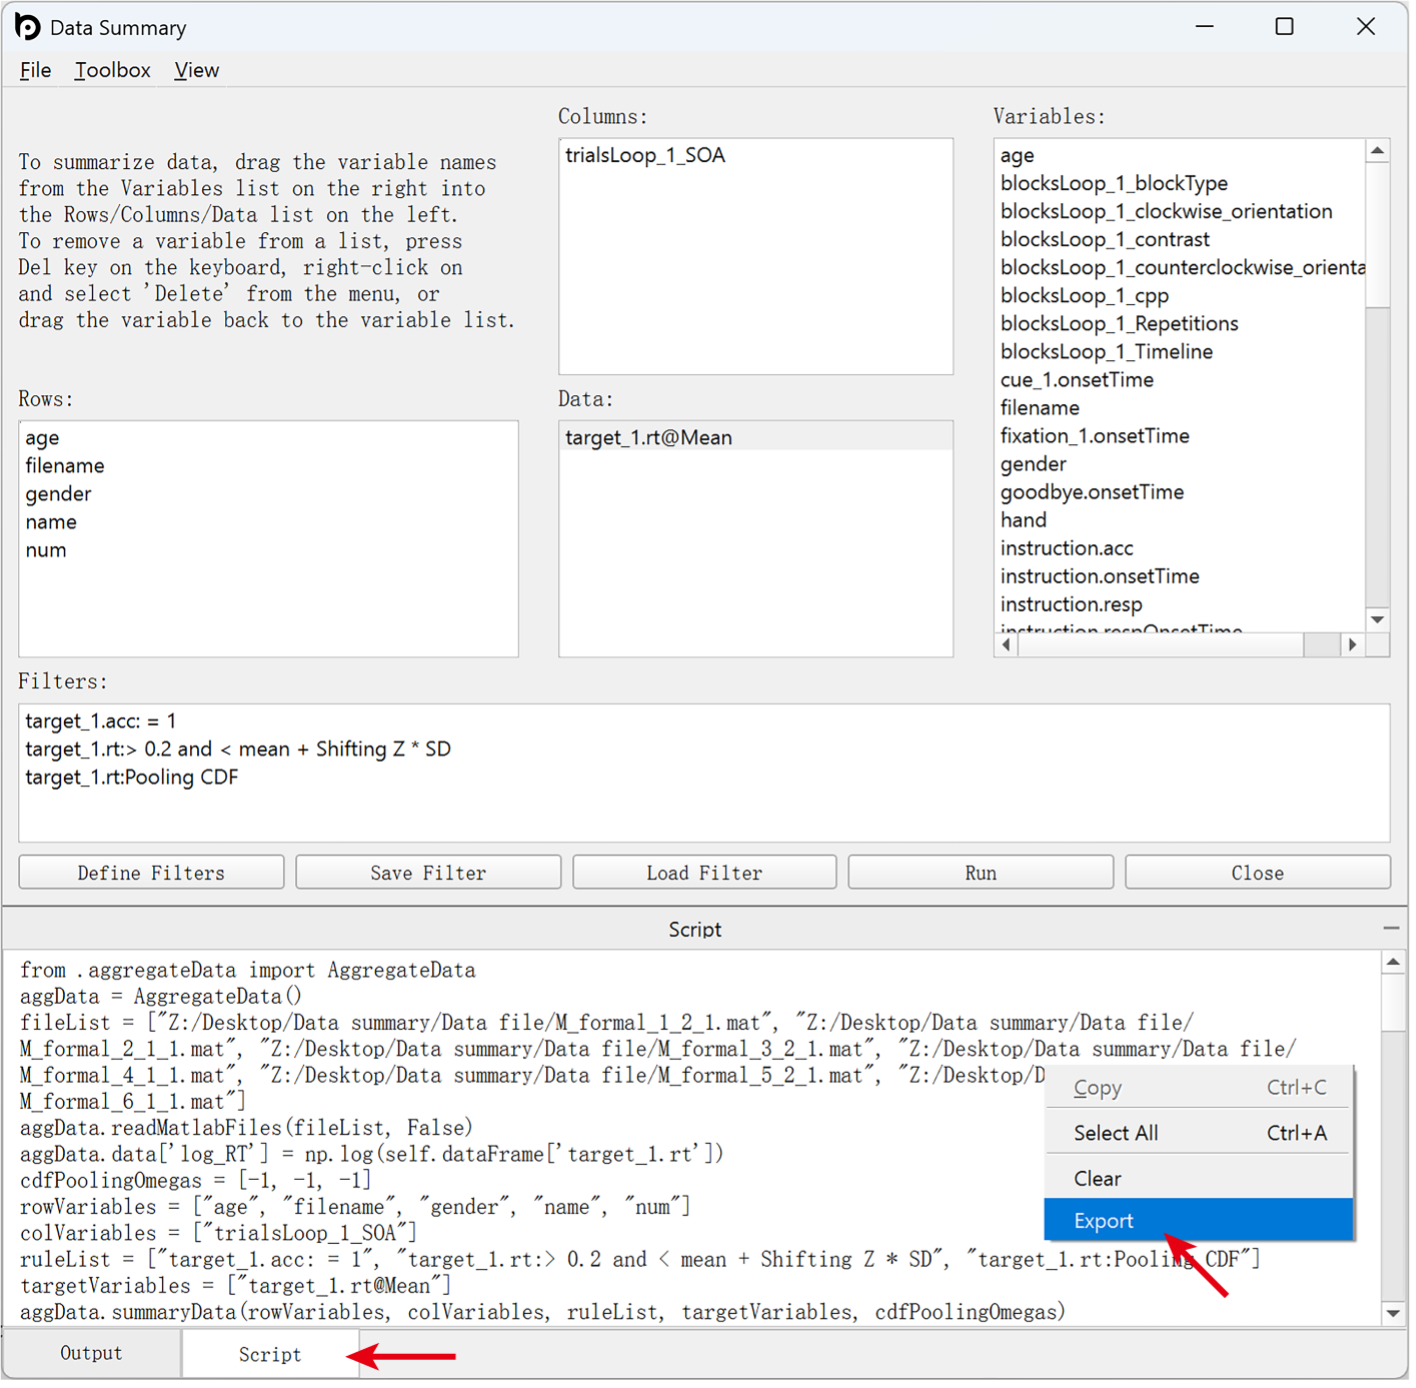 Data Summary
File Toolbox View
To summarize data, drag the variable names
from the Variables list on the right into
the Rows/Columns/Data list on the left.
To remove a variable from a list, press
Del key on the keyboard, right-click on
and select 'Delete' from the menu, or
drag the variable back to the variable list.
Columns:
trialsLoop_1_SOA
Variables:
age
blocksLoop_1_blockType
blocksLoop_1_clockwise_orientation
blocksLoop_1_contrast
blocksLoop_1_counterclockwise_orienta
blocksLoop_1_cpp
blocksLoop_1_Repetitions
blocksLoop_1_Timeline
cue_1.onsetTime
filename
fixation_1.onsetTime
gender
goodbye.onsetTime
hand
instruction.acc
instruction.onsetTime
instruction.resp
instruction.respOnsetTime
Rows:
age
filename
gender
name
num
Data:
target_1.rt@Mean
Filters:
target_1.acc: = 1
target_1.rt:> 0.2 and < mean + Shifting Z * SD
target_1.rt:Pooling CDF
Define Filters Save Filter Load Filter Run Close
Script
from .aggregateData import AggregateData
aggData = AggregateData()
fileList = ["Z:/Desktop/Data summary/Data file/M_formal_1_2_1.mat", "Z:/Desktop/Data summary/Data file/
M_formal_2_1_1.mat", "Z:/Desktop/Data summary/Data file/M_formal_3_2_1.mat", "Z:/Desktop/Data summary/Data file/
M_formal_4_1_1.mat", "Z:/Desktop/Data summary/Data file/M_formal_5_2_1.mat", "Z:/Desktop/D
M_formal_6_1_1.mat"]
aggData.readMatlabFiles(fileList, False)
aggData.data['log_RT'] = np.log(self.dataFrame['target_1.rt'])
cdfPoolingOmegas = [-1, -1, -1]
rowVariables = ["age", "filename", "gender", "name", "num"]
colVariables = ["trialsLoop_1_SOA"]
ruleList = ["target_1.acc: = 1", "target_1.rt:> 0.2 and < mean + Shifting Z * SD", "target_1.rt:Pooling CDF"]
targetVariables = ["target_1.rt@Mean"]
aggData.summaryData(rowVariables, colVariables, ruleList, targetVariables, cdfPoolingOmegas)
Copy Ctrl+C
Select All Ctrl+A
Clear
Export
Output Script